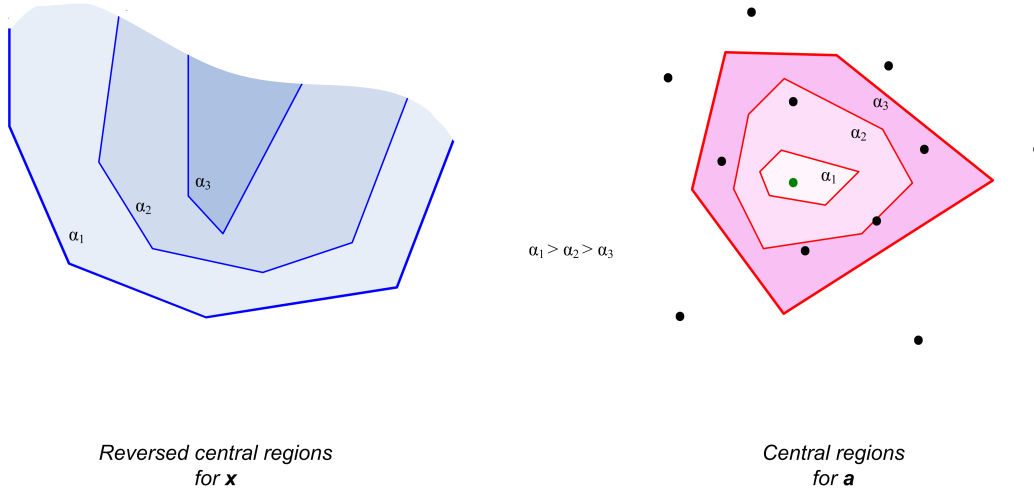 α3
α2
α1
α3
α2
α1
α1 > α2 > α3
Reversed central regions
for x
Central regions
for a